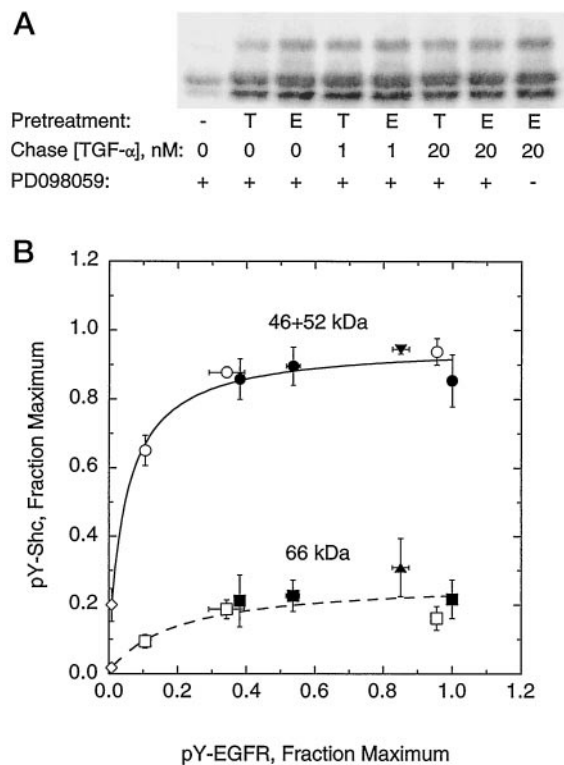 A
Pretreatment: - T E T E T E E
Chase [TGF-α], nM: 0 0 0 1 1 20 20 20
PD098059: + + + + + + + -
B
1.2
1.0
0.8
0.6
0.4
0.2
0.0
46+52 kDa
66 kDa
pY-Shc, Fraction Maximum
0.0 0.2 0.4 0.6 0.8 1.0 1.2
pY-EGFR, Fraction Maximum